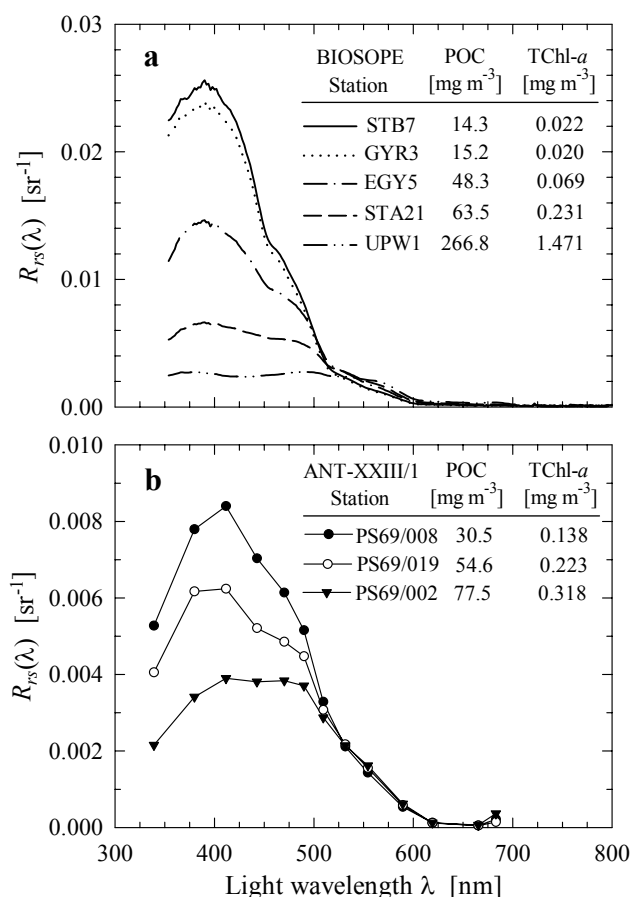 0.03
a
BIOSOPE POC TChl-a
Station [mg m⁻³] [mg m⁻³]
STB7 14.3 0.022
GYR3 15.2 0.020
EGY5 48.3 0.069
STA21 63.5 0.231
UPW1 266.8 1.471
0.02
0.01
0.00
Rrs(λ) [sr⁻¹]
0.010
b
ANT-XXIII/1 POC TChl-a
Station [mg m⁻³] [mg m⁻³]
PS69/008 30.5 0.138
PS69/019 54.6 0.223
PS69/002 77.5 0.318
0.008
0.006
0.004
0.002
0.000
Rrs(λ) [sr⁻¹]
300 400 500 600 700 800
Light wavelength λ [nm]